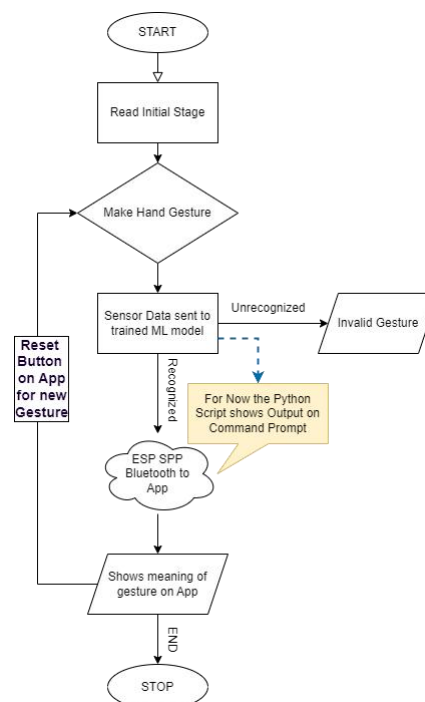 START
Read Initial Stage
Make Hand Gesture
Sensor Data sent to
trained ML model
Unrecognized
Invalid Gesture
Reset
Button
on App
for new
Gesture
Recognized
For Now the Python
Script shows Output on
Command Prompt
ESP SPP
Bluetooth to
App
Shows meaning of
gesture on App
END
STOP